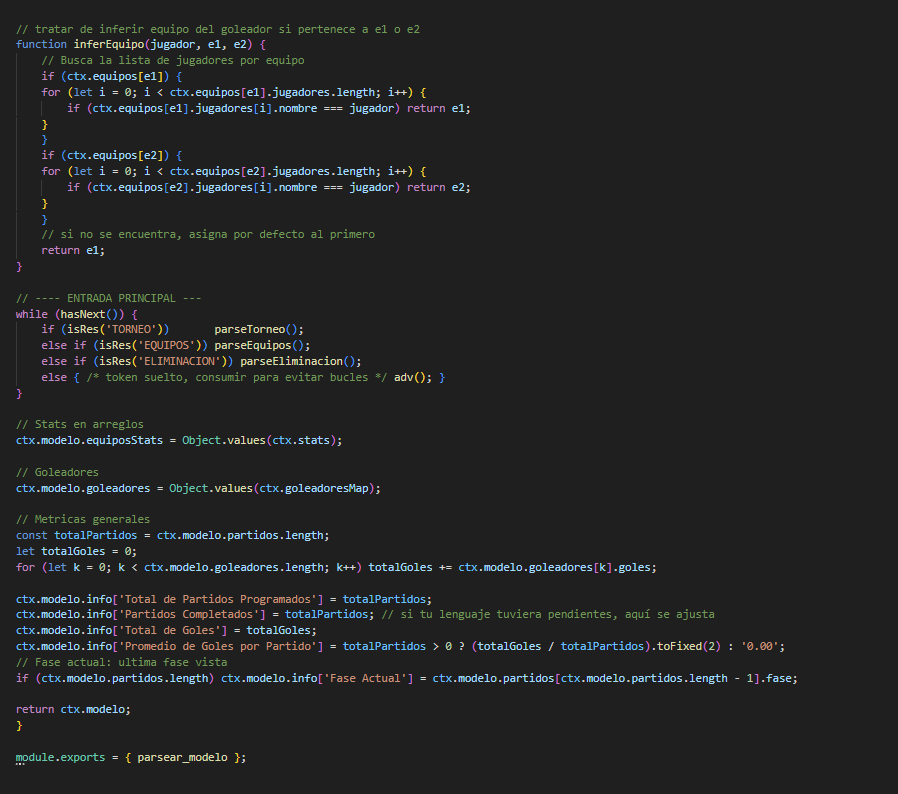 // tratar de inferir equipo del goleador si pertenece a e1 o e2
function inferEquipo(jugador, e1, e2) {
    // Busca la lista de jugadores por equipo
    if (ctx.equipos[e1]) {
    for (let i = 0; i < ctx.equipos[e1].jugadores.length; i++) {
        if (ctx.equipos[e1].jugadores[i].nombre === jugador) return e1;
    }
    }
    if (ctx.equipos[e2]) {
    for (let i = 0; i < ctx.equipos[e2].jugadores.length; i++) {
        if (ctx.equipos[e2].jugadores[i].nombre === jugador) return e2;
    }
    }
    // si no se encuentra, asigna por defecto al primero
    return e1;
}

// ---- ENTRADA PRINCIPAL ---
while (hasNext()) {
    if (isRes('TORNEO'))       parseTorneo();
    else if (isRes('EQUIPOS')) parseEquipos();
    else if (isRes('ELIMINACION')) parseEliminacion();
    else { /* token suelto, consumir para evitar bucles */ adv(); }
}

// Stats en arreglos
ctx.modelo.equiposStats = Object.values(ctx.stats);

// Goleadores
ctx.modelo.goleadores = Object.values(ctx.goleadoresMap);

// Metricas generales
const totalPartidos = ctx.modelo.partidos.length;
let totalGoles = 0;
for (let k = 0; k < ctx.modelo.goleadores.length; k++) totalGoles += ctx.modelo.goleadores[k].goles;

ctx.modelo.info['Total de Partidos Programados'] = totalPartidos;
ctx.modelo.info['Partidos Completados'] = totalPartidos; // si tu lenguaje tuviera pendientes, aquí se ajusta
ctx.modelo.info['Total de Goles'] = totalGoles;
ctx.modelo.info['Promedio de Goles por Partido'] = totalPartidos > 0 ? (totalGoles / totalPartidos).toFixed(2) : '0.00';
// Fase actual: ultima fase vista
if (ctx.modelo.partidos.length) ctx.modelo.info['Fase Actual'] = ctx.modelo.partidos[ctx.modelo.partidos.length - 1].fase;

return ctx.modelo;
}

module.exports = { parsear_modelo };